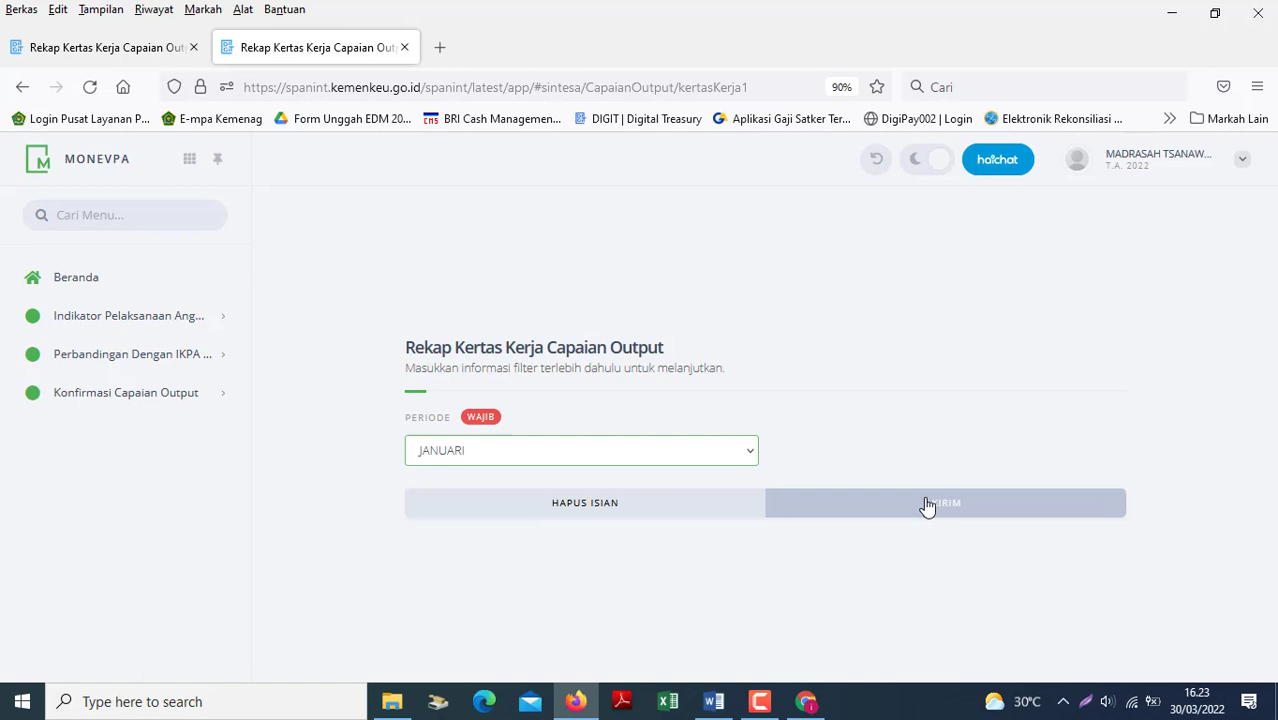 Berkas Edit Tampilan Riwayat Markah Alat Bantuan
Rekap Kertas Kerja Capaian Out Rekap Kertas Kerja Capaian Out
https://spanint.kemenkeu.go.id/spanint/latest/app/#sintesa/CapaianOutput/kertasKerja1 90% Cari
Login Pusat Layanan P... E-mpa Kemenag Form Unggah EDM 20... BRI Cash Managemen... DIGIT | Digital Treasury Aplikasi Gaji Satker Ter... DigiPay002 | Login Elektronik Rekonsiliasi ... Markah Lain
MONEVPA
haichat
MADRASAH TSANAW...
T.A. 2022
Cari Menu...
Beranda
Indikator Pelaksanaan Ang...
Perbandingan Dengan IKPA ...
Konfirmasi Capaian Output
Rekap Kertas Kerja Capaian Output
Masukkan informasi filter terlebih dahulu untuk melanjutkan.
PERIODE WAJIB
JANUARI
HAPUS ISIAN
Type here to search
30°C
16.23
30/03/2022